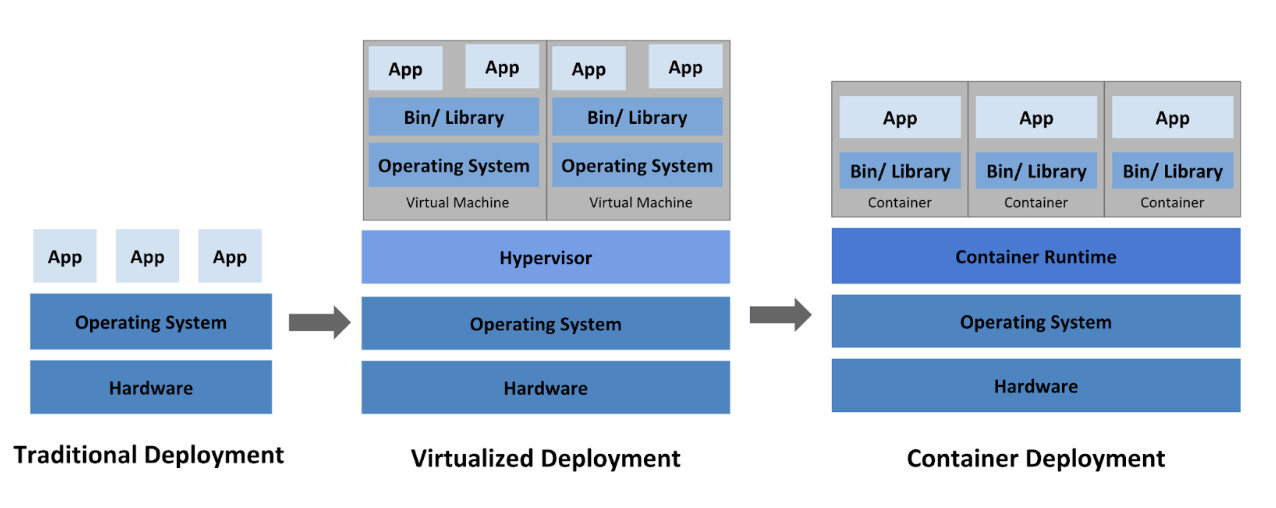 App App App
Operating System
Hardware
Traditional Deployment
App App App App
Bin/ Library Bin/ Library
Operating System Operating System
Virtual Machine Virtual Machine
Hypervisor
Operating System
Hardware
Virtualized Deployment
App App App
Bin/ Library Bin/ Library Bin/ Library
Container Container Container
Container Runtime
Operating System
Hardware
Container Deployment